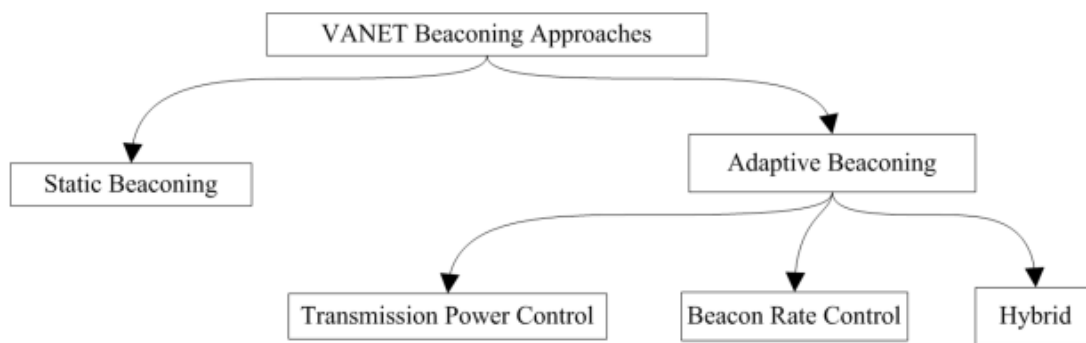 VANET Beaconing Approaches
Static Beaconing
Adaptive Beaconing
Transmission Power Control
Beacon Rate Control
Hybrid